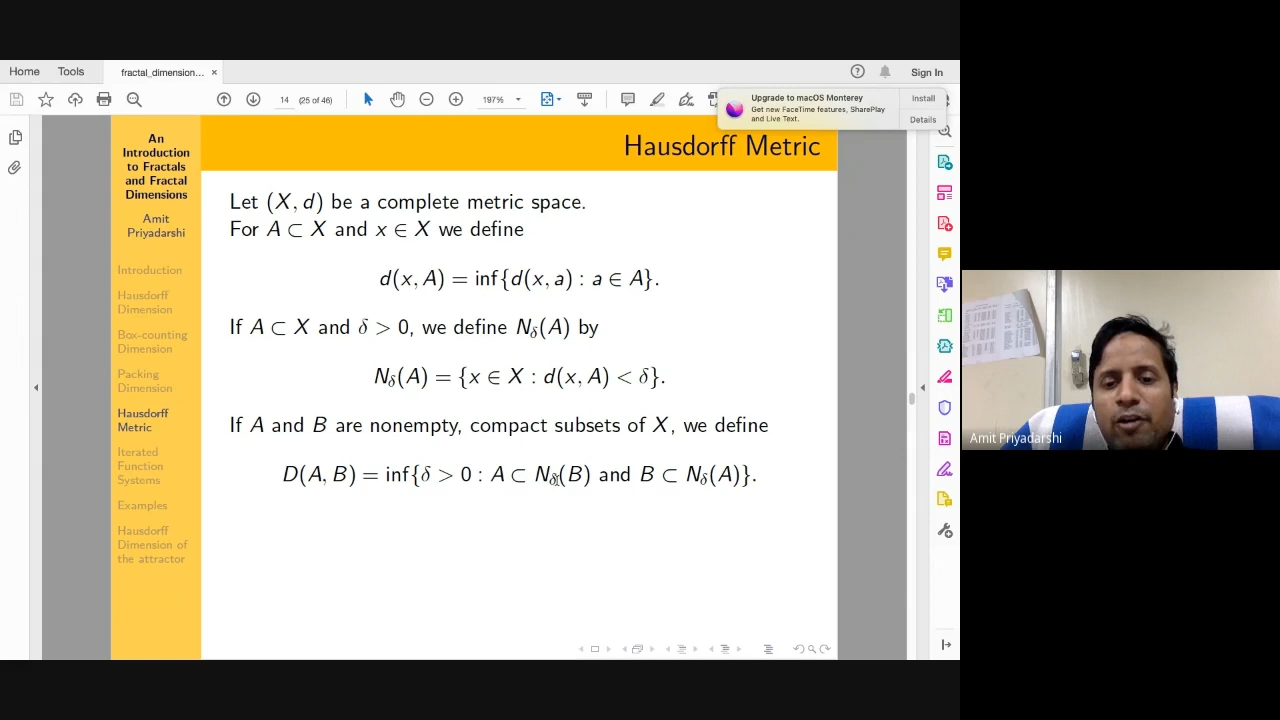 Home Tools fractal_dimension... ×
Sign In
14 (25 of 46) 197%
Upgrade to macOS Monterey
Get new FaceTime features, SharePlay
and Live Text.
Install
Details
An
Introduction
to Fractals
and Fractal
Dimensions
Amit
Priyadarshi
Introduction
Hausdorff
Dimension
Box-counting
Dimension
Packing
Dimension
Hausdorff
Metric
Iterated
Function
Systems
Examples
Hausdorff
Dimension of
the attractor
Hausdorff Metric
Let (X, d) be a complete metric space.
For A ⊂ X and x ∈ X we define
d(x, A) = inf{d(x, a) : a ∈ A}.
If A ⊂ X and δ > 0, we define N_δ(A) by
N_δ(A) = {x ∈ X : d(x, A) < δ}.
If A and B are nonempty, compact subsets of X, we define
D(A, B) = inf{δ > 0 : A ⊂ N_δ(B) and B ⊂ N_δ(A)}.
Amit Priyadarshi